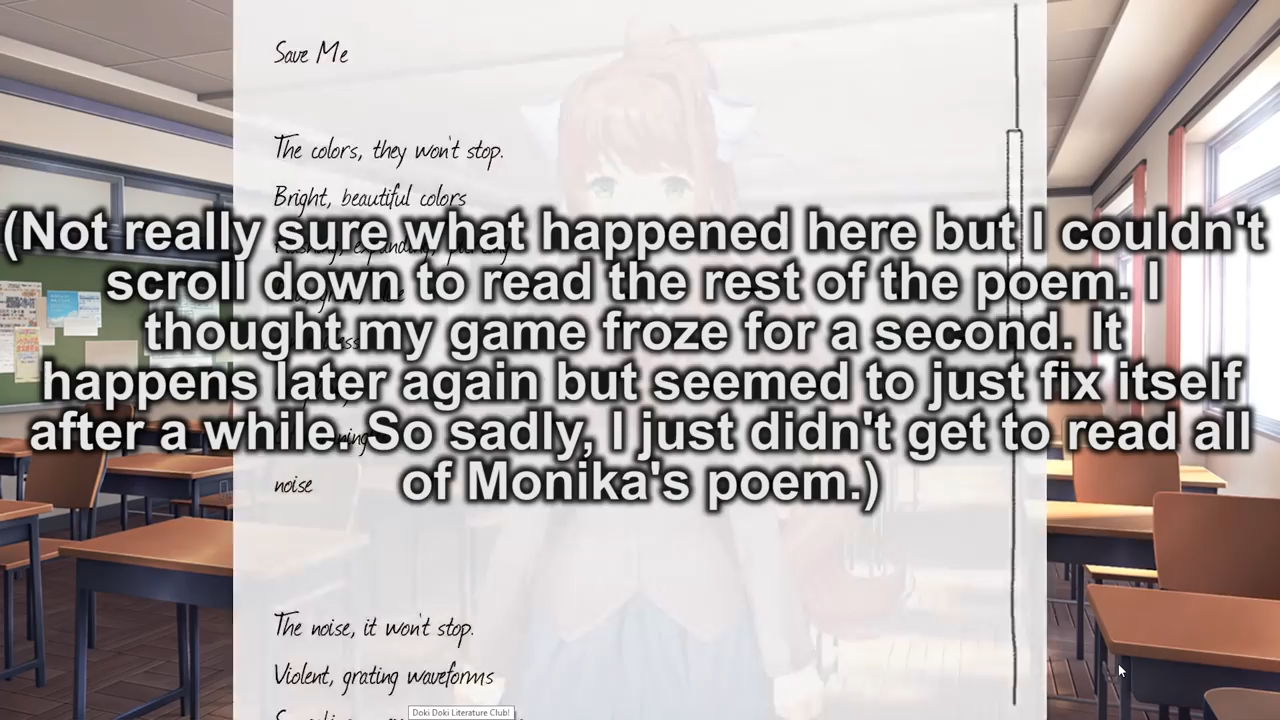 Save Me
The colors, they won't stop.
Bright, beautiful colors
(Not really sure what happened here but I couldn't
scroll down to read the rest of the poem. I
thought my game froze for a second. It
happens later again but seemed to just fix itself
after a while. So sadly, I just didn't get to read all
of Monika's poem.)
noise
The noise, it won't stop.
Violent, grating waveforms
Doki Doki Literature Club!